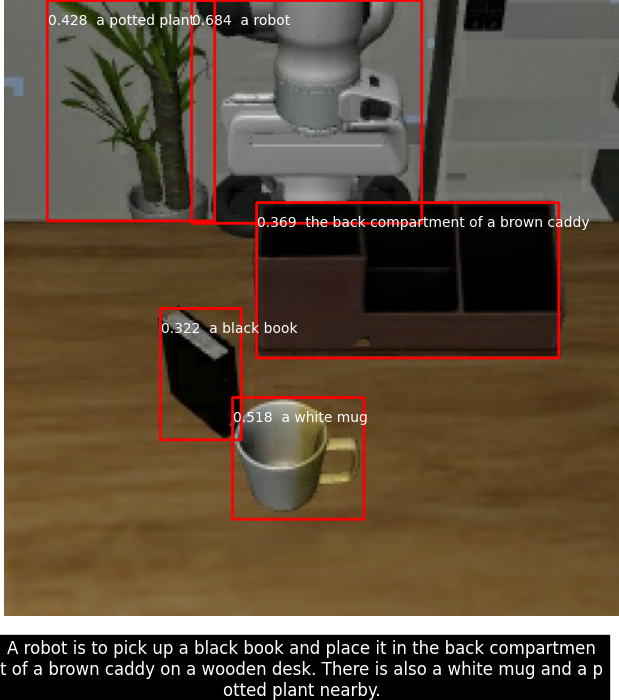 0.428 a potted plant
0.684 a robot
0.369 the back compartment of a brown caddy
0.322 a black book
0.518 a white mug
A robot is to pick up a black book and place it in the back compartmen
t of a brown caddy on a wooden desk. There is also a white mug and a p
otted plant nearby.